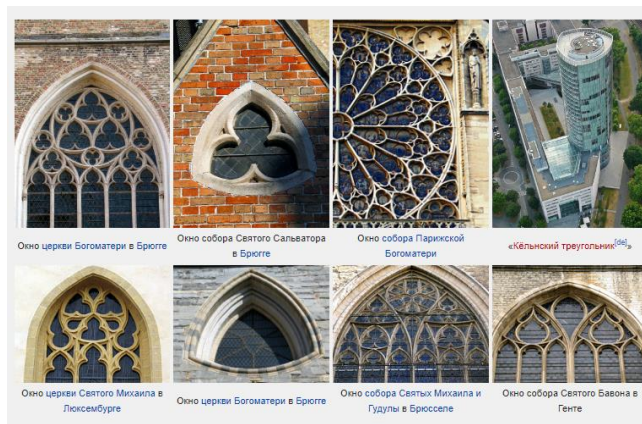 Окно церкви Богоматери в Брюгге
Окно собора Святого Сальватора
в Брюгге
Окно собора Парижской
Богоматери
«Кёльнский треугольник[de]»
Окно церкви Святого Михаила в
Люксембурге
Окно церкви Богоматери в Брюгге
Окно собора Святых Михаила и
Гудулы в Брюсселе
Окно собора Святого Бавона в
Генте